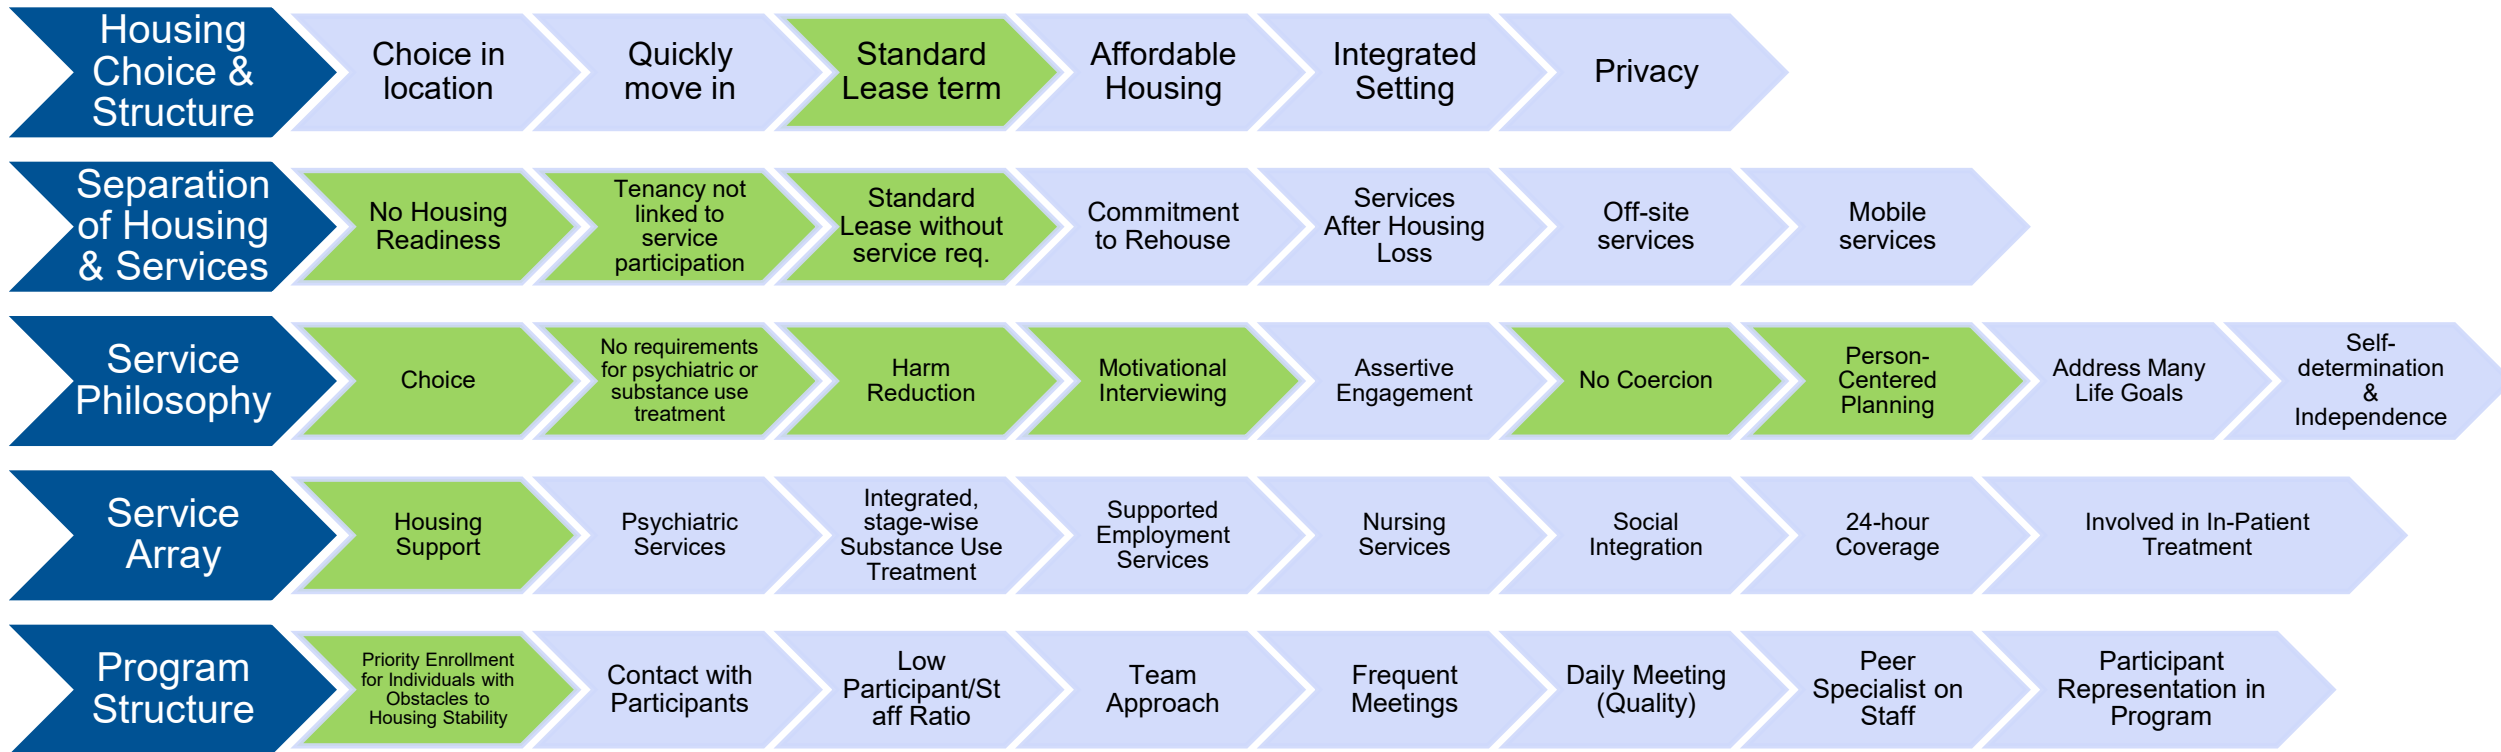 Housing
Choice &
Structure
Choice in
location
Quickly
move in
Standard
Lease term
Affordable
Housing
Integrated
Setting
Privacy
Separation
of Housing
& Services
No Housing
Readiness
Tenancy not
linked to
service
participation
Standard
Lease without
service req.
Commitment
to Rehouse
Services
After Housing
Loss
Off-site
services
Mobile
services
Service
Philosophy
Choice
No requirements
for psychiatric or
substance use
treatment
Harm
Reduction
Motivational
Interviewing
Assertive
Engagement
No Coercion
Person-
Centered
Planning
Address Many
Life Goals
Self-
determination
&
Independence
Service
Array
Housing
Support
Psychiatric
Services
Integrated,
stage-wise
Substance Use
Treatment
Supported
Employment
Services
Nursing
Services
Social
Integration
24-hour
Coverage
Involved in In-Patient
Treatment
Program
Structure
Priority Enrollment
for Individuals with
Obstacles to
Housing Stability
Contact with
Participants
Low
Participant/St
aff Ratio
Team
Approach
Frequent
Meetings
Daily Meeting
(Quality)
Peer
Specialist on
Staff
Participant
Representation in
Program